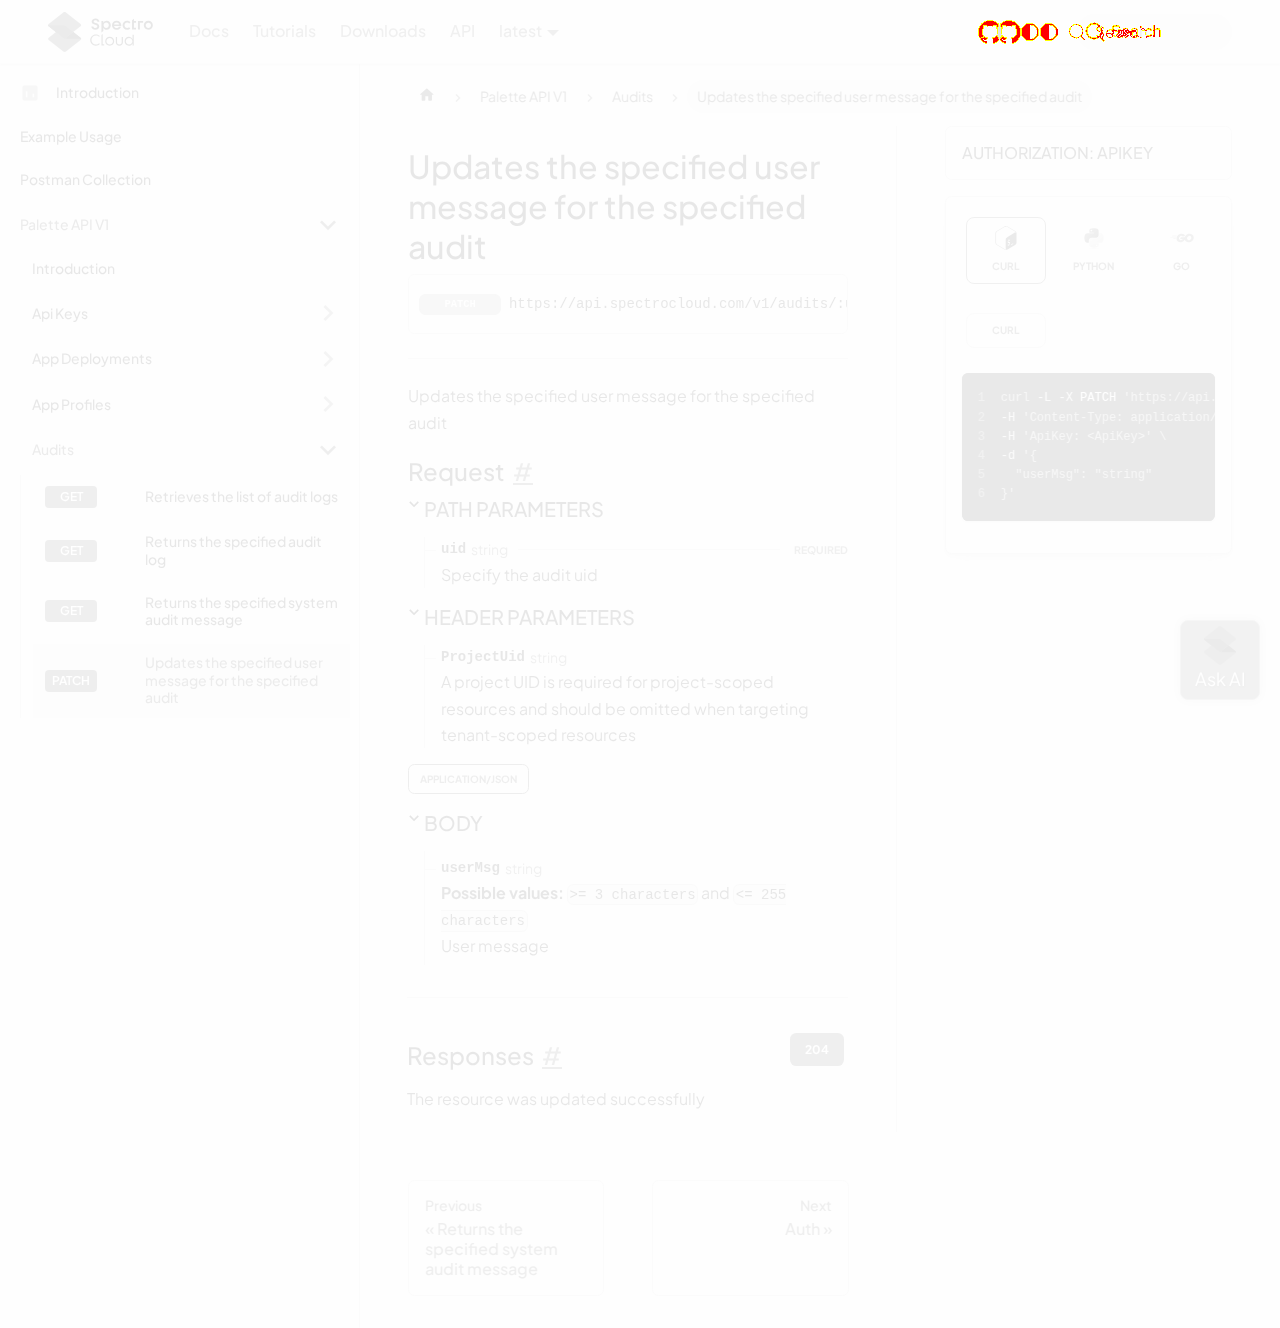 Spectro
Cloud
Docs
Tutorials
Downloads
API
latest
Search
Introduction
Example Usage
Postman Collection
Palette API V1
Introduction
Api Keys
App Deployments
App Profiles
Audits
GET Retrieves the list of audit logs
GET Returns the specified audit
log
GET Returns the specified system
audit message
PATCH Updates the specified user
message for the specified
audit
Palette API V1
Audits
Updates the specified user message for the specified audit
Updates the specified user
message for the specified
audit
PATCH https://api.spectrocloud.com/v1/audits/:
Updates the specified user message for the specified
audit
Request #
PATH PARAMETERS
uid string REQUIRED
Specify the audit uid
HEADER PARAMETERS
ProjectUid string
A project UID is required for project-scoped
resources and should be omitted when targeting
tenant-scoped resources
APPLICATION/JSON
BODY
userMsg string
Possible values: >= 3 characters and <= 255
characters
User message
Responses #
204
The resource was updated successfully
Previous
« Returns the
specified system
audit message
Next
Auth »
AUTHORIZATION: APIKEY
CURL
PYTHON
GO
GO
CURL
1 curl -L -X PATCH 'https://api.
2 -H 'Content-Type: application/
3 -H 'ApiKey: <ApiKey>' \
4 -d '{
5 "userMsg": "string"
6 }'
Ask AI